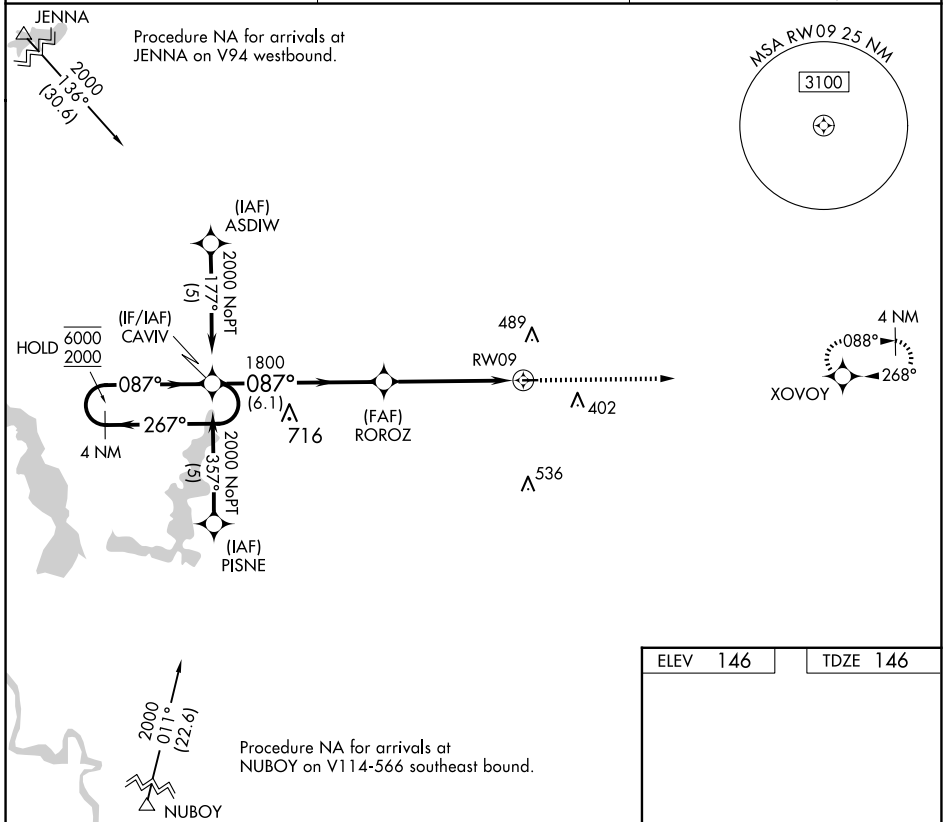 JENNA
Procedure NA for arrivals at
JENNA on V94 westbound.
2000
136°
(30.6)
MSA RW09 25 NM
3100
(IAF)
ASDIW
2000 NoPT
177°
(5)
(IF/IAF)
CAVIV
HOLD
6000
2000
087°
267°
4 NM
1800
087°
(6.1)
716
(FAF)
ROROZ
489
RW09
402
536
4 NM
088°
268°
XOVOY
2000 NoPT
357°
(5)
(IAF)
PISNE
2000
011°
(22.6)
NUBOY
Procedure NA for arrivals at
NUBOY on V114-566 southeast bound.
ELEV 146
TDZE 146